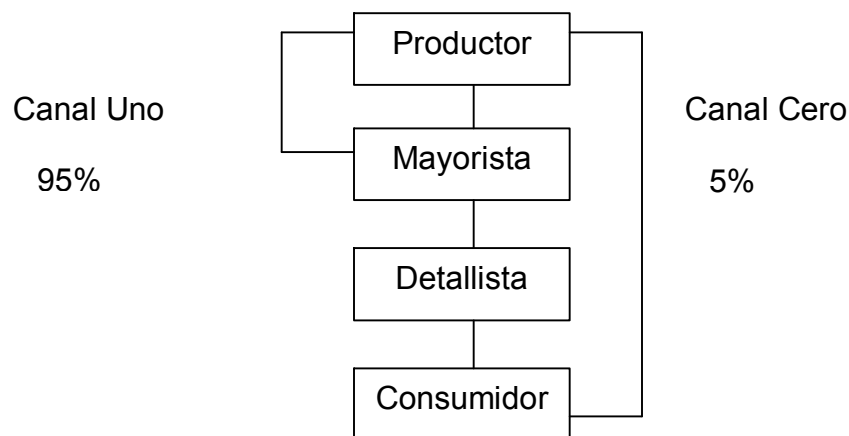 Productor
Canal Uno
Canal Cero
Mayorista
95%
5%
Detallista
Consumidor